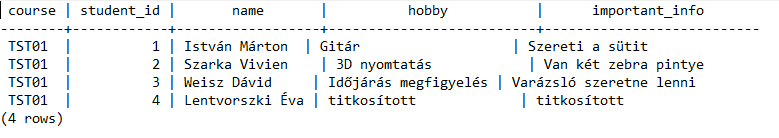 course | student_id | name | hobby | important_info
--------+------------+------------------+------------------------+--------------------------
TST01 | 1 | István Márton | Gitár | Szereti a sütit
TST01 | 2 | Szarka Vivien | 3D nyomtatás | Van két zebra pintye
TST01 | 3 | Weisz Dávid | Időjárás megfigyelés | Varázsló szeretne lenni
TST01 | 4 | Lentvorszki Éva | titkosított | titkosított
(4 rows)